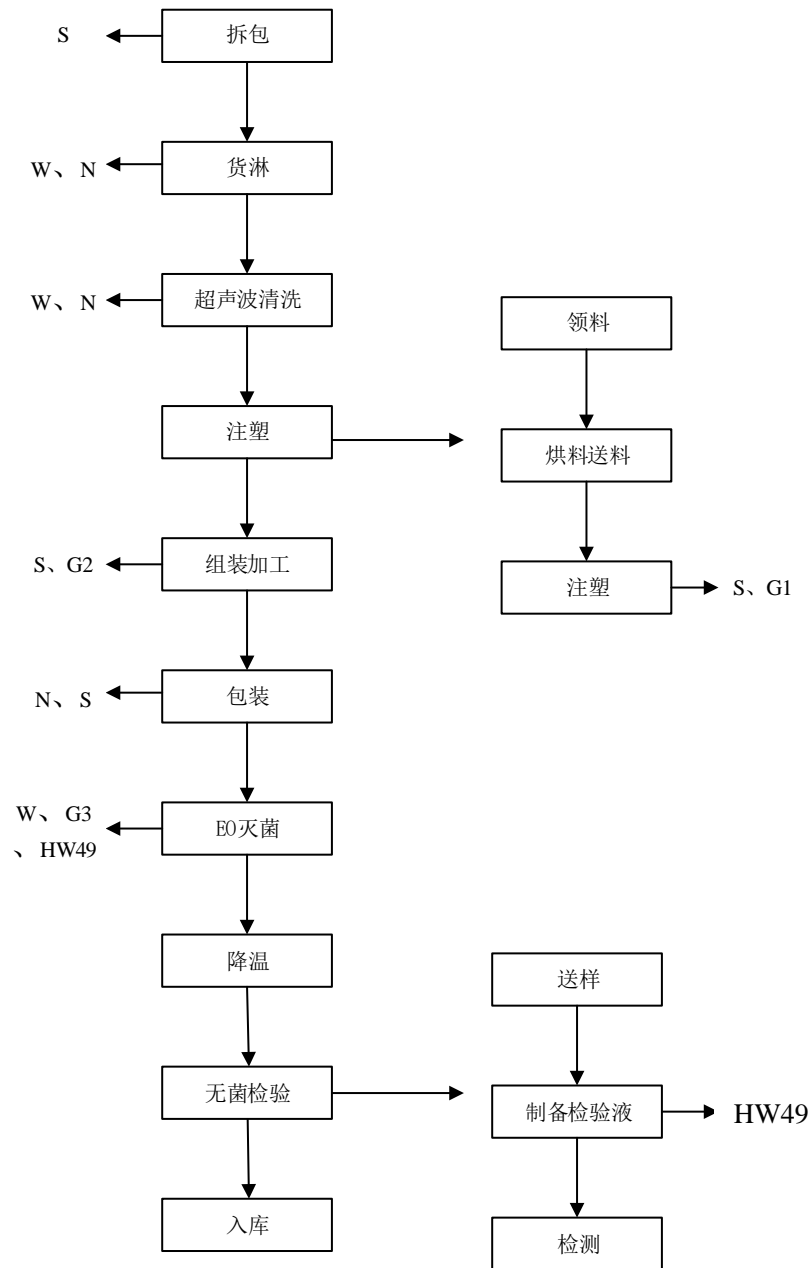 S
拆包
W、N
货淋
W、N
超声波清洗
领料
注塑
烘料送料
S、G2
组装加工
注塑
S、G1
N、S
包装
W、G3
、HW49
EO灭菌
降温
送样
无菌检验
制备检验液
HW49
入库
检测